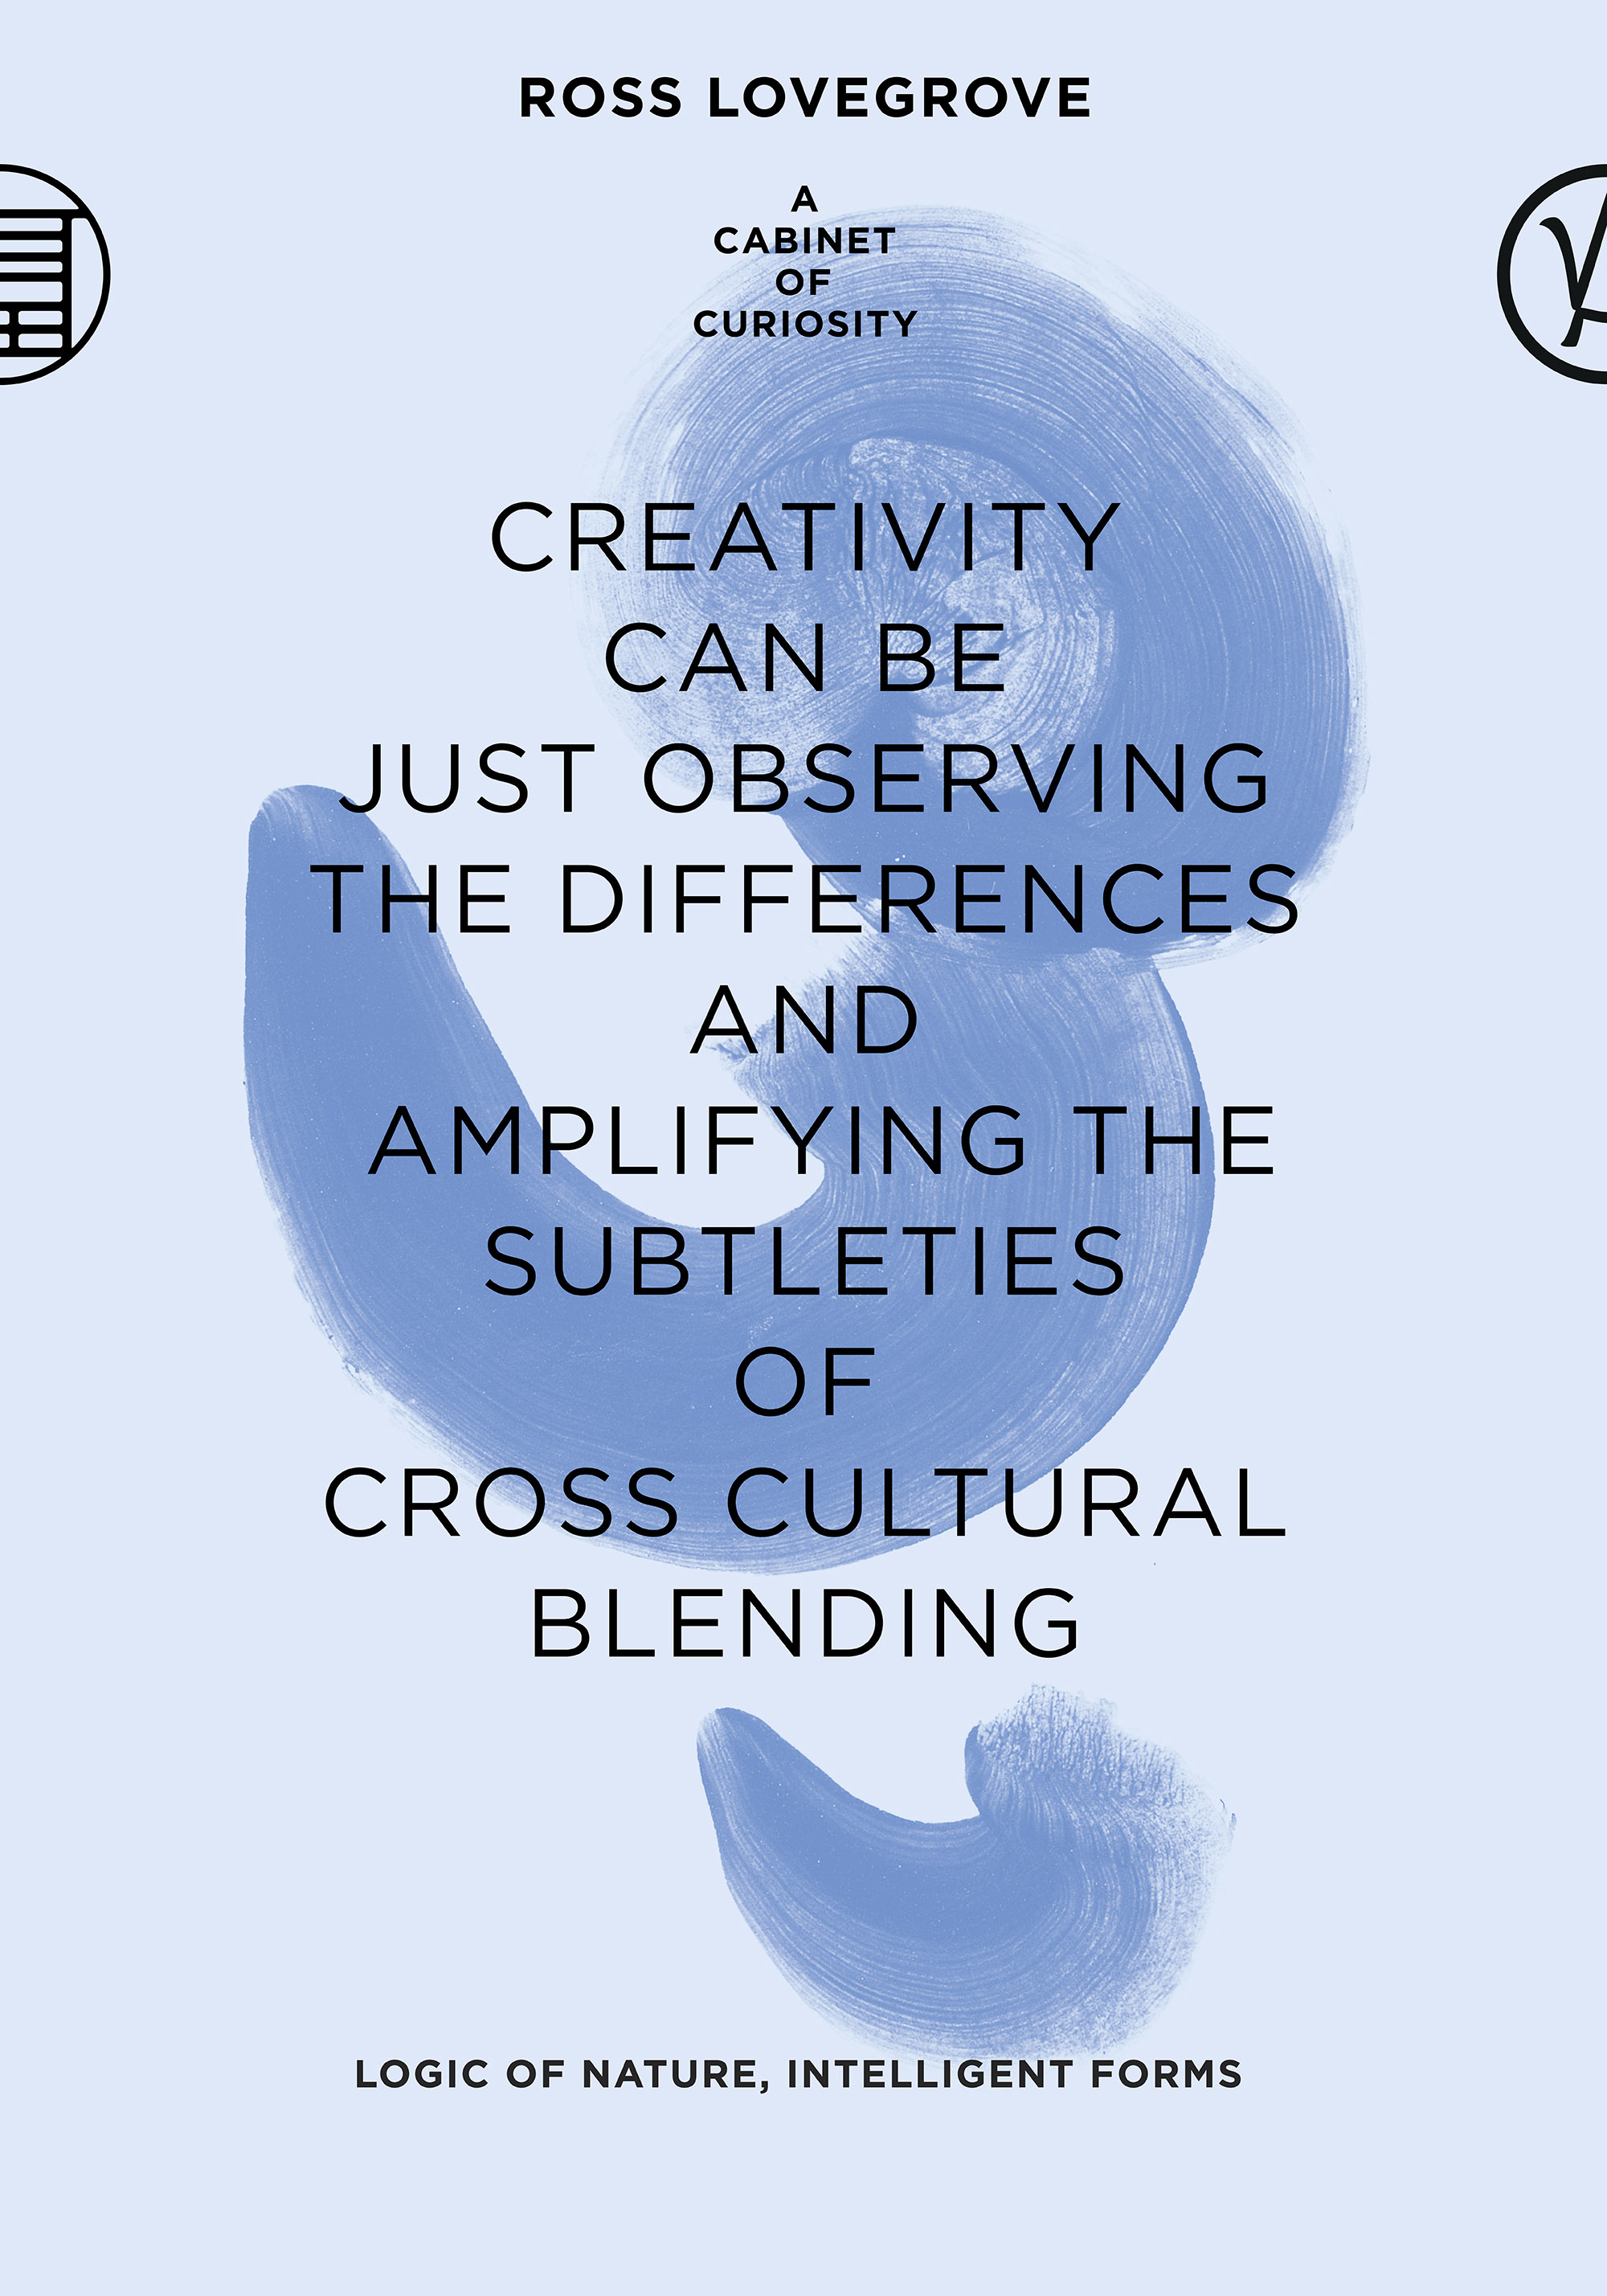 ROSS LOVEGROVE
A
CABINET
OF
CURIOSITY
CREATIVITY
CAN BE
JUST OBSERVING
THE DIFFERENCES
AND
AMPLIFYING THE
SUBTLETIES
OF
CROSS CULTURAL
BLENDING
LOGIC OF NATURE, INTELLIGENT FORMS